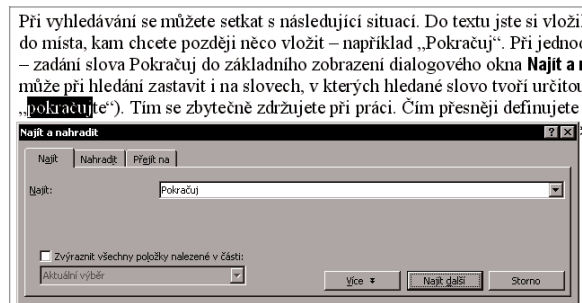 Při vyhledávání se můžete setkat s následující situací. Do textu jste si vloži
do místa, kam chcete později něco vložit – například „Pokračuj“. Při jednoc
– zadání slova Pokračuj do základního zobrazení dialogového okna Najít a
může při hledání zastavit i na slovech, v kterých hledané slovo tvoří určitou
„pokračujte“). Tím se zbytečně zdržujete při práci. Čím přesněji definujete
Najít a nahradit
Najít Nahradit Přejít na
Najít: Pokračuj
Zvýraznit všechny položky nalezené v části:
Aktuální výběr
Více Najít další Storno